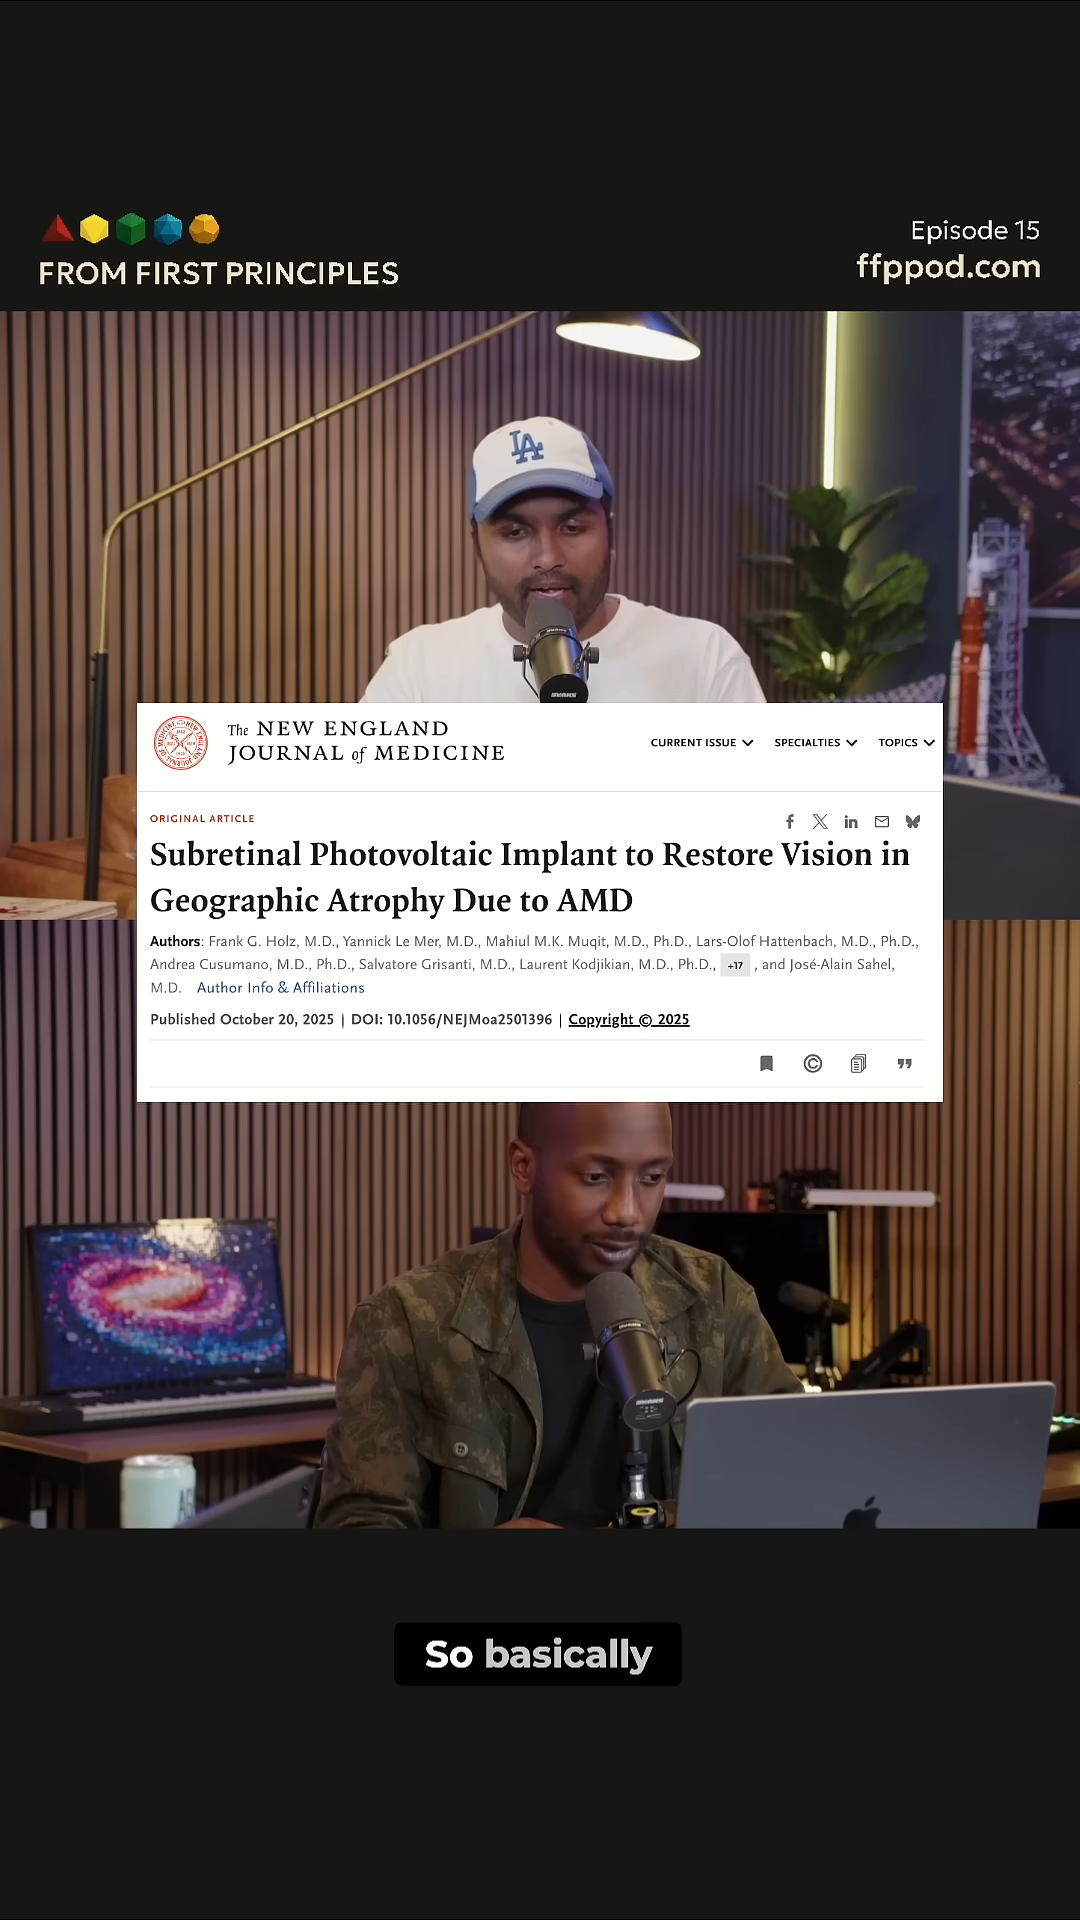 FROM FIRST PRINCIPLES
Episode 15
ffppod.com
LA
The NEW ENGLAND
JOURNAL of MEDICINE
CURRENT ISSUE
SPECIALTIES
TOPICS
ORIGINAL ARTICLE
Subretinal Photovoltaic Implant to Restore Vision in
Geographic Atrophy Due to AMD
Authors: Frank G. Holz, M.D., Yannick Le Mer, M.D., Mahiul M.K. Muqit, M.D., Ph.D., Lars-Olof Hattenbach, M.D., Ph.D.,
Andrea Cusumano, M.D., Ph.D., Salvatore Grisanti, M.D., Laurent Kodjikian, M.D., Ph.D., +17 , and José-Alain Sahel,
M.D. Author Info & Affiliations
Published October 20, 2025 | DOI: 10.1056/NEJMoa2501396 | Copyright © 2025
So basically